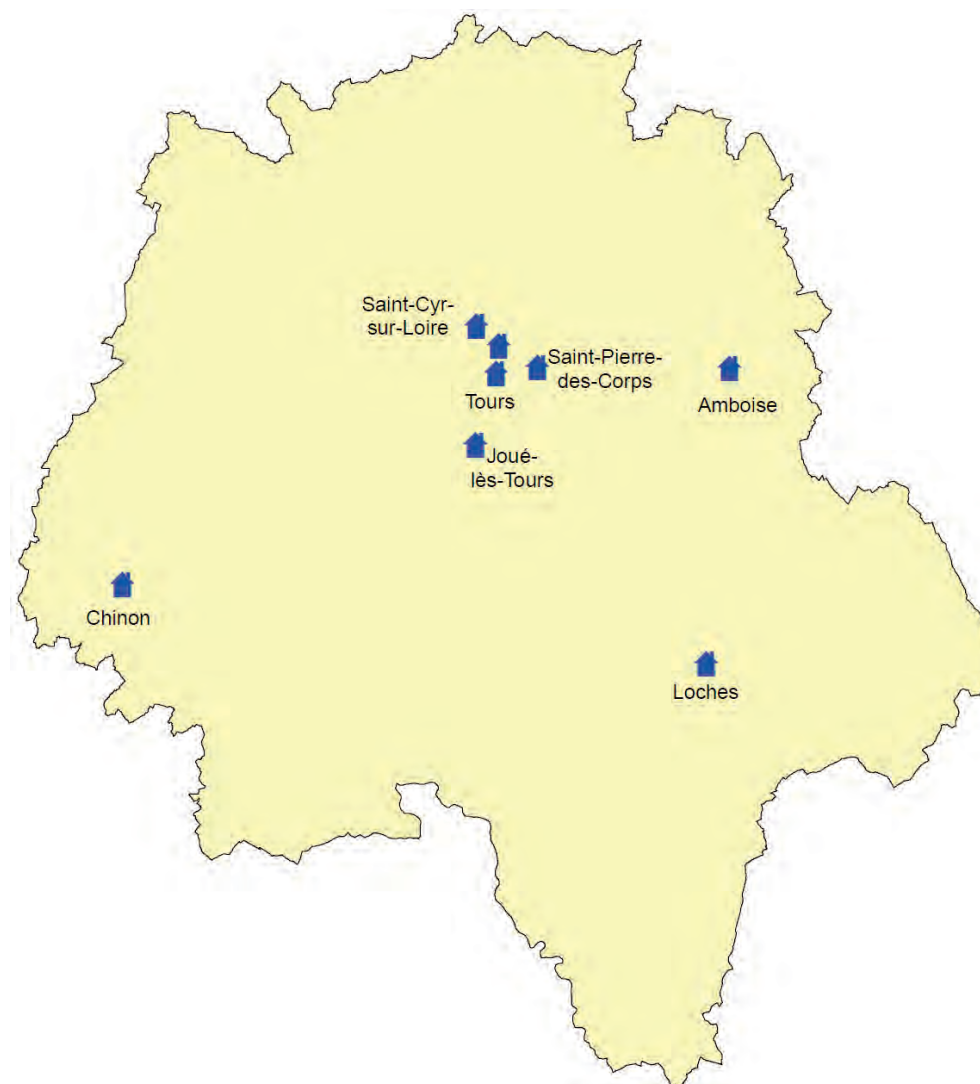 Saint-Cyr-
sur-Loire
Saint-Pierre-
des-Corps
Tours
Amboise
Joué-
lès-Tours
Chinon
Loches